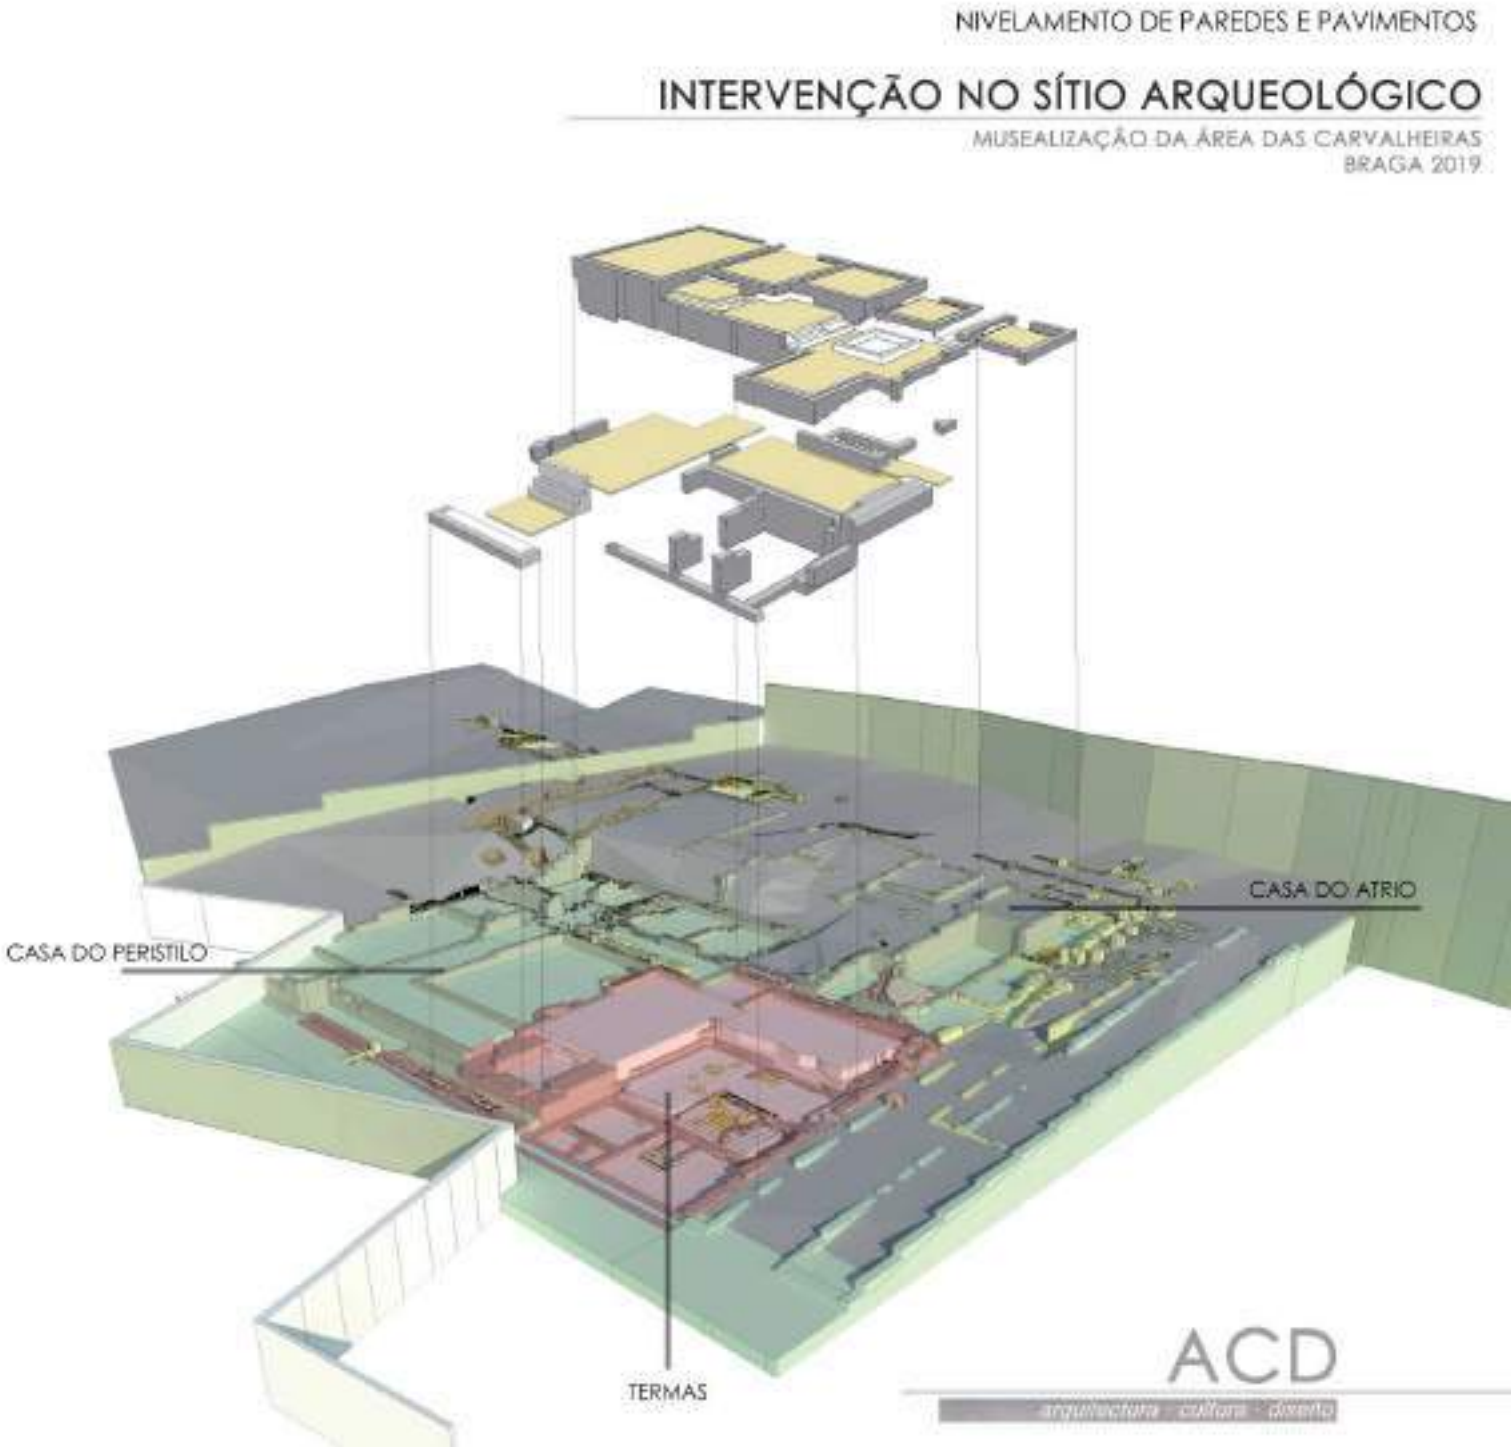 NIVELAMENTO DE PAREDES E PAVIMENTOS
INTERVENÇÃO NO SÍTIO ARQUEOLÓGICO
MUSEALIZAÇÃO DA ÁREA DAS CARVALHEIRAS
BRAGA 2019
CASA DO ATRIO
CASA DO PERISTILO
TERMAS
ACD
arquitectura · cultura · diseño